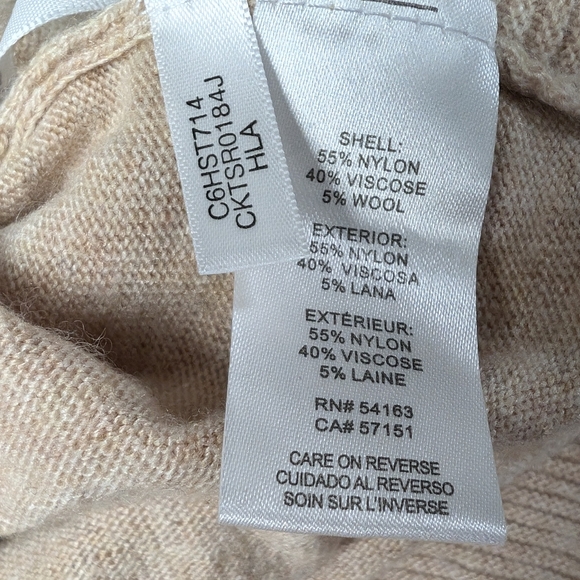 C6HST714
CKTSR0184J
HLA
SHELL:
55% NYLON
40% VISCOSE
5% WOOL
EXTERIOR:
55% NYLON
40% VISCOSA
5% LANA
EXTÉRIEUR:
55% NYLON
40% VISCOSE
5% LAINE
RN# 54163
CA# 57151
CARE ON REVERSE
CUIDADO AL REVERSO
SOIN SUR L'INVERSE